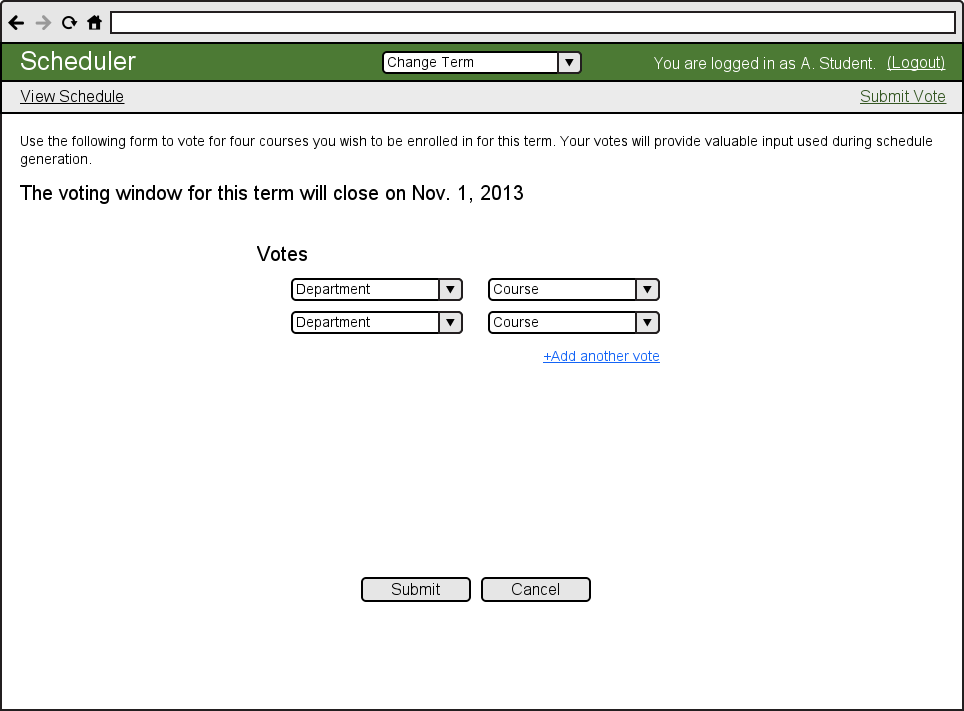 Scheduler
Change Term
You are logged in as A. Student. (Logout)
View Schedule
Submit Vote
Use the following form to vote for four courses you wish to be enrolled in for this term. Your votes will provide valuable input used during schedule
generation.
The voting window for this term will close on Nov. 1, 2013
Votes
Department Course
Department Course
+Add another vote
Submit Cancel